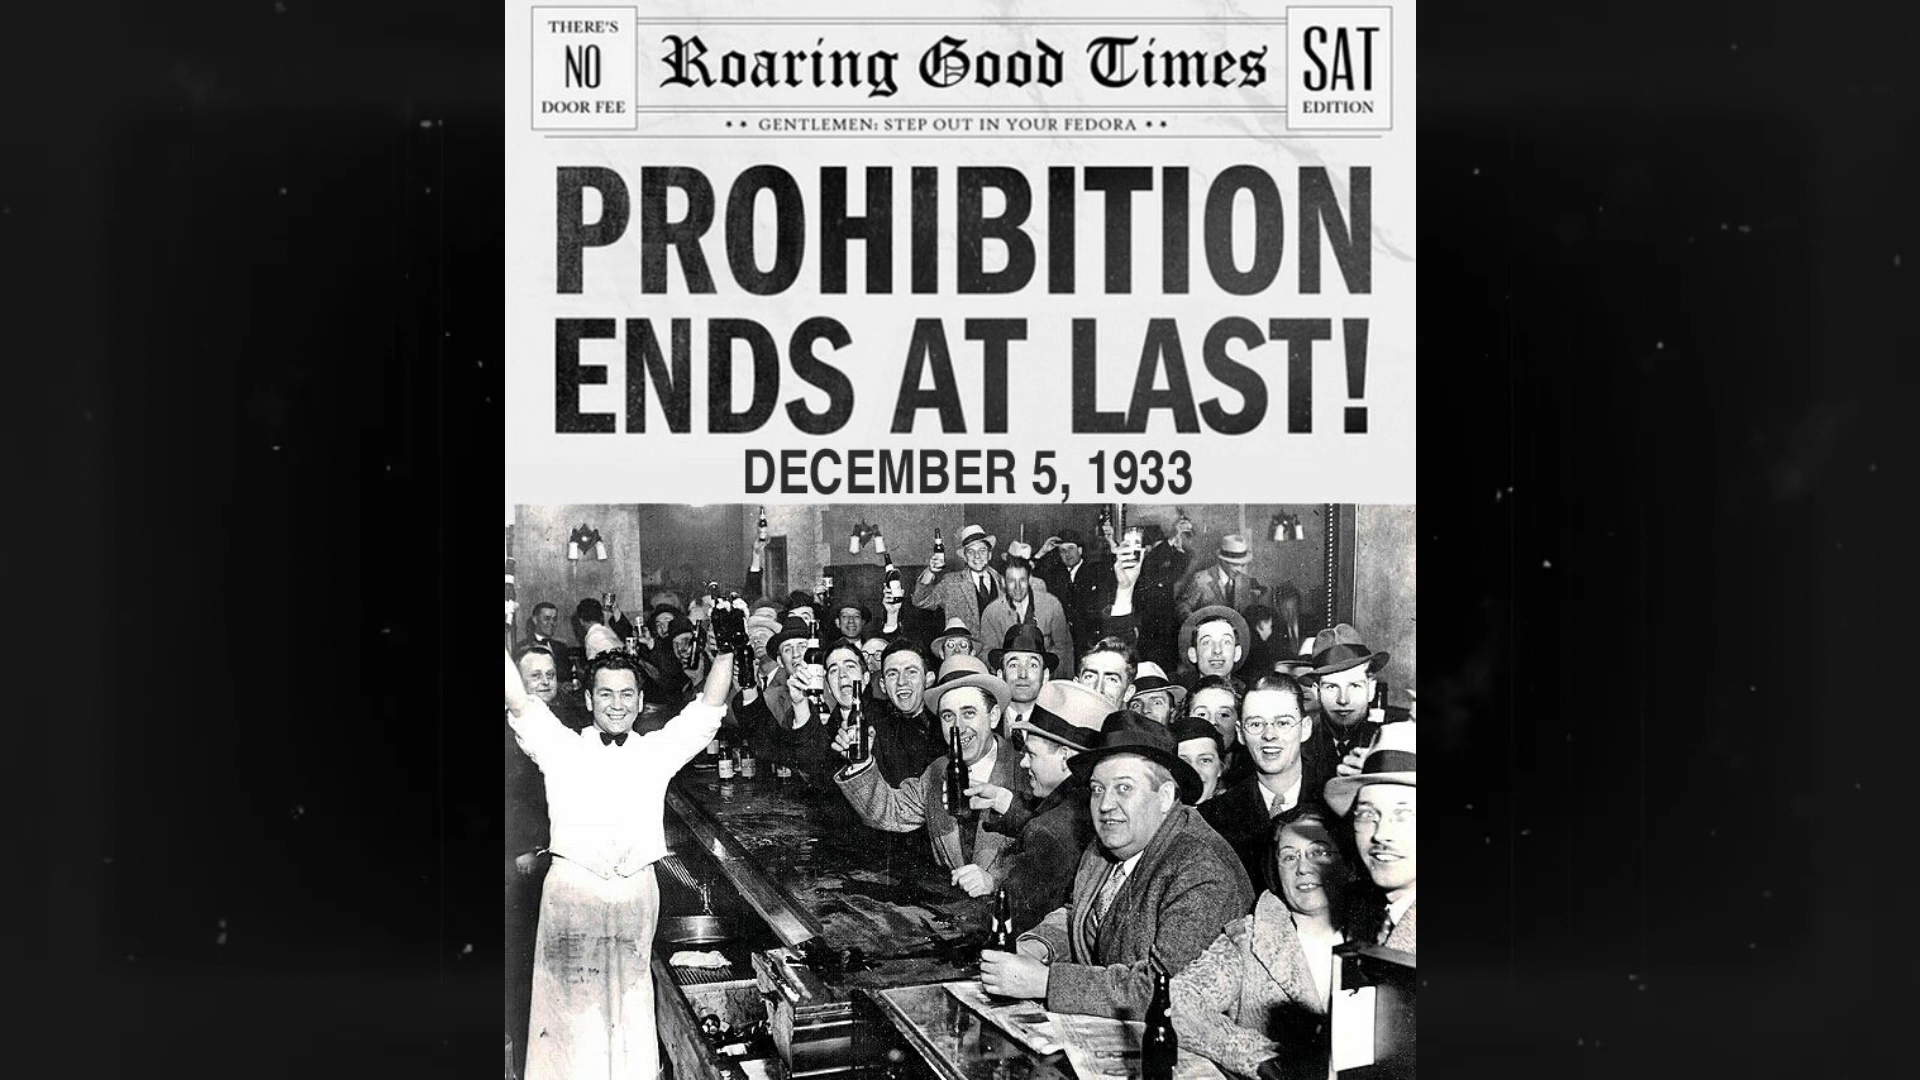 THERE'S
NO
DOOR FEE
Roaring Good Times
SAT
EDITION
GENTLEMEN: STEP OUT IN YOUR FEDORA
PROHIBITION
ENDS AT LAST!
DECEMBER 5, 1933